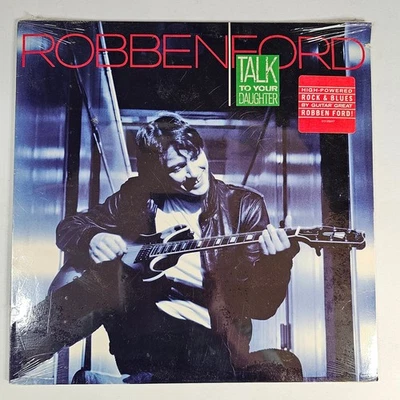 ROBBENFORD
TALK
TO YOUR
DAUGHTER
HIGH-POWERED
ROCK & BLUES
BY GUITAR GREAT
ROBBEN FORD!